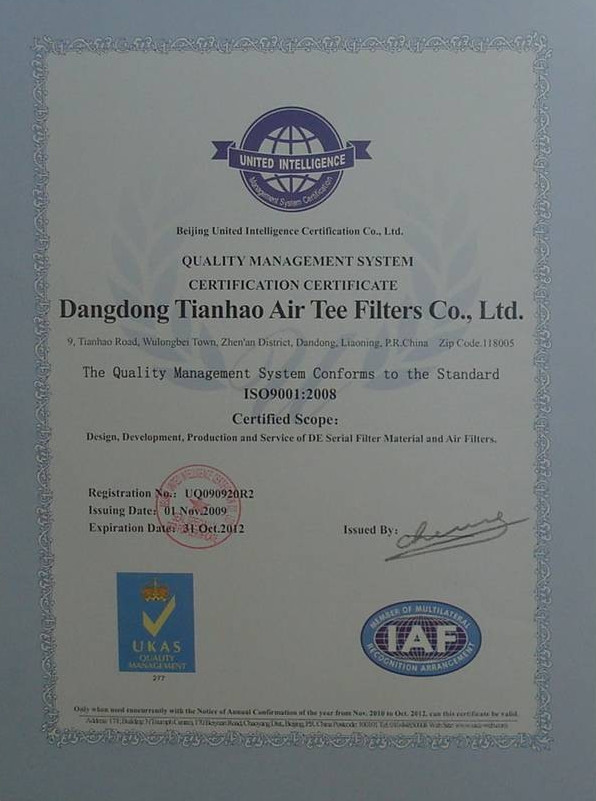 UNITED INTELLIGENCE
Management System Certification
Beijing United Intelligence Certification Co., Ltd.
QUALITY MANAGEMENT SYSTEM
CERTIFICATION CERTIFICATE
Dangdong Tianhao Air Tee Filters Co., Ltd.
9, Tianhao Road, Wulongbei Town, Zhen'an District, Dandong, Liaoning, P.R.China Zip Code.118005
The Quality Management System Conforms to the Standard
ISO9001:2008
Certified Scope:
Design, Development, Production and Service of DE Serial Filter Material and Air Filters.
Registration No.: UQ090920R2
Issuing Date: 01 Nov.2009
Expiration Date: 31 Oct.2012
Issued By:
UKAS
QUALITY
MANAGEMENT
277
MEMBER OF MULTILATERAL
IAF
RECOGNITION ARRANGEMENT
Only when used concurrently with the Notice of Annual Confirmation of the year from Nov. 2010 to Oct. 2012, can this certificate be valid.